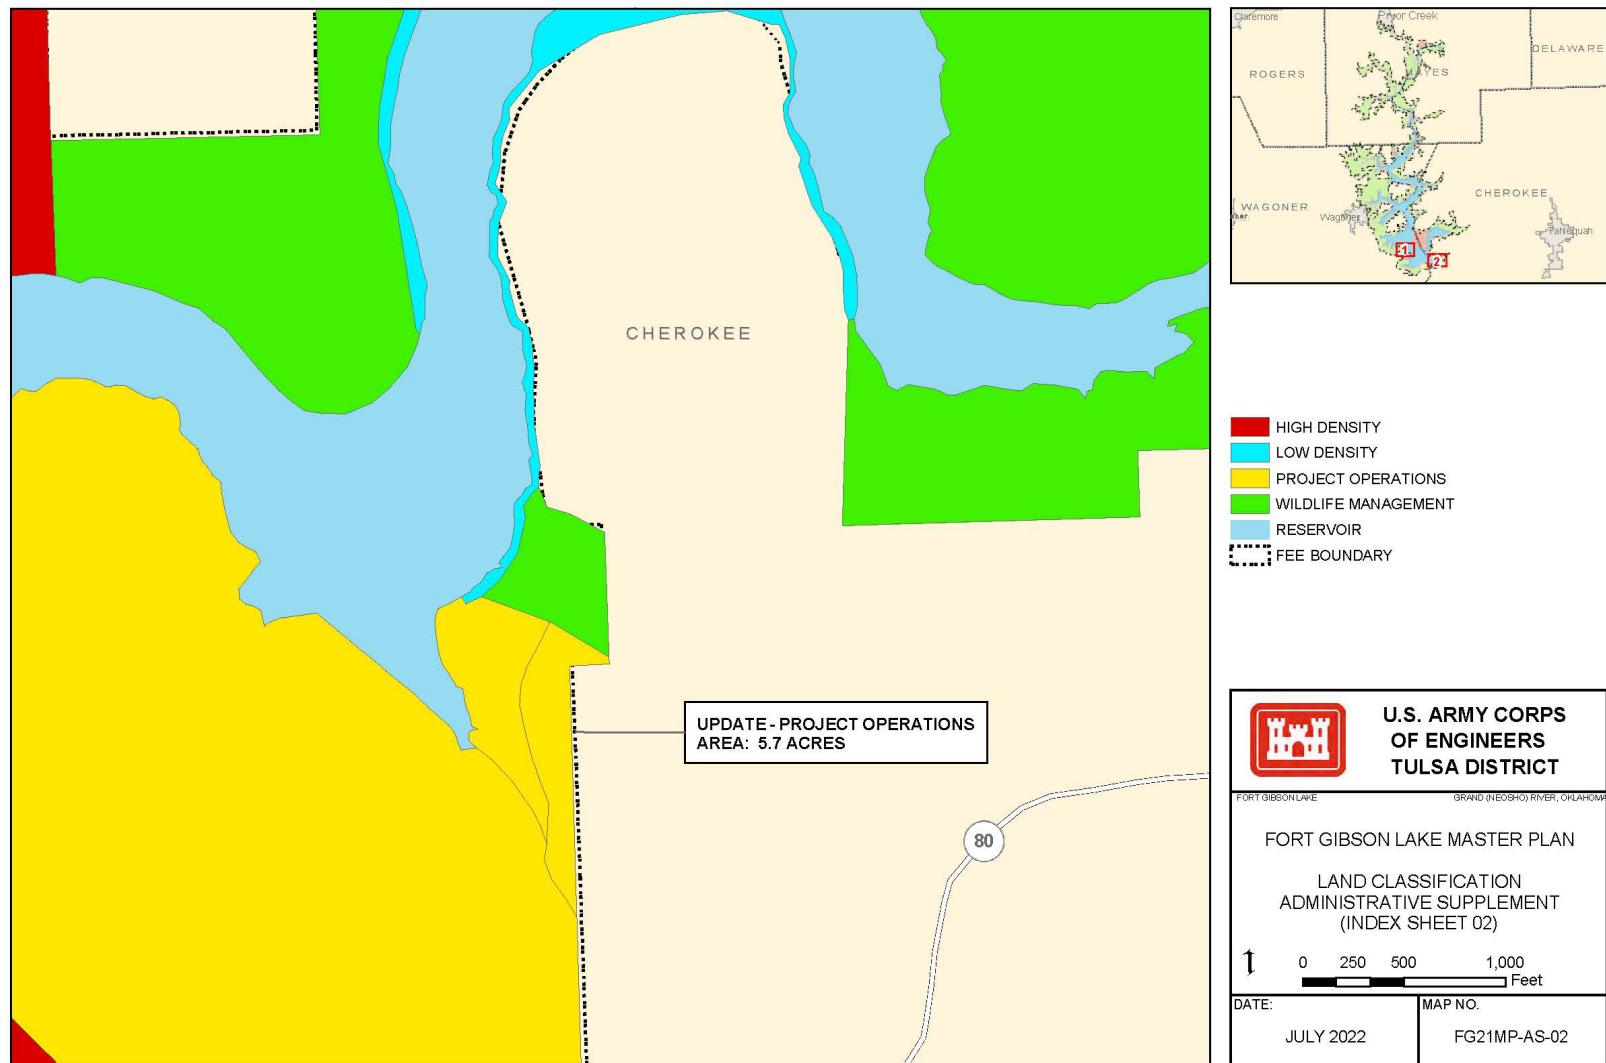 CHEROKEE
UPDATE - PROJECT OPERATIONS
AREA: 5.7 ACRES
80
Claremore
Pryor Creek
DELAWARE
ROGERS
MAYES
CHEROKEE
WAGONER
Wagoner
Tahlequah
1
2
HIGH DENSITY
LOW DENSITY
PROJECT OPERATIONS
WILDLIFE MANAGEMENT
RESERVOIR
FEE BOUNDARY
U.S. ARMY CORPS
OF ENGINEERS
TULSA DISTRICT
FORT GIBSON LAKE
GRAND (NEOSHO) RIVER, OKLAHOMA
FORT GIBSON LAKE MASTER PLAN
LAND CLASSIFICATION
ADMINISTRATIVE SUPPLEMENT
(INDEX SHEET 02)
0 250 500 1,000
Feet
DATE:
JULY 2022
MAP NO.
FG21MP-AS-02